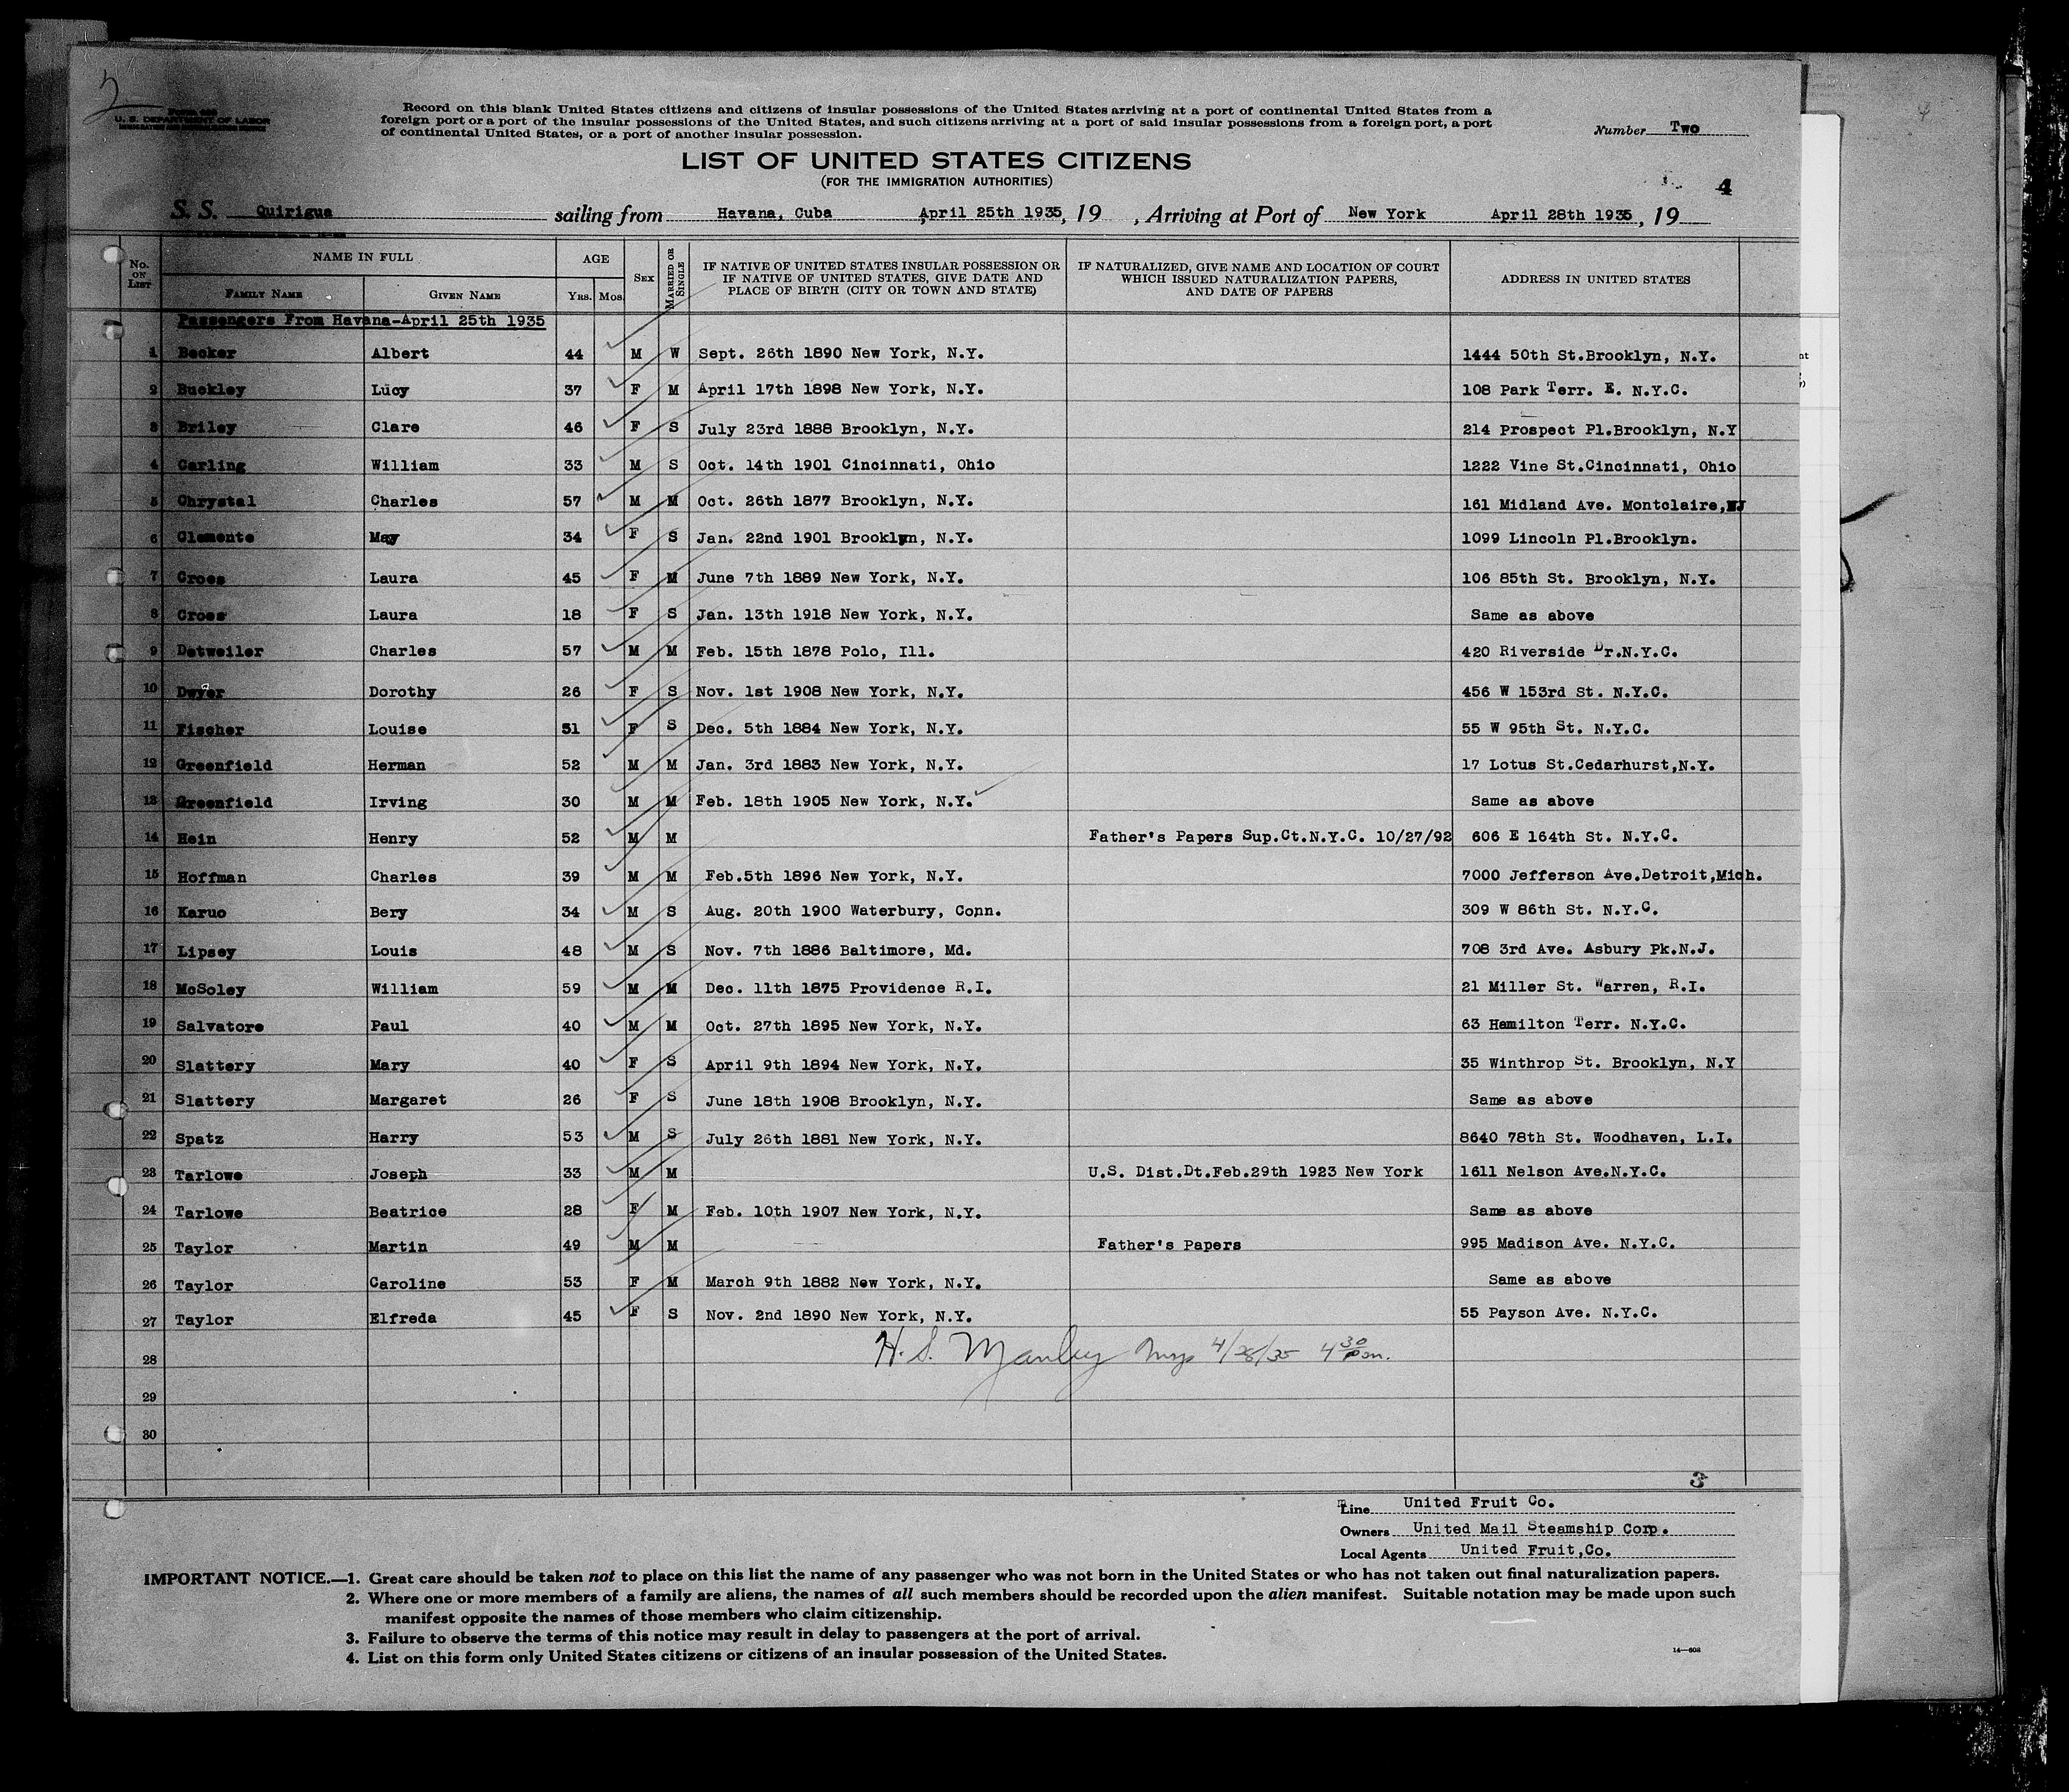 2
Form 630
U. S. DEPARTMENT OF LABOR
IMMIGRATION AND NATURALIZATION SERVICE
Record on this blank United States citizens and citizens of insular possessions of the United States arriving at a port of continental United States from a
foreign port or a port of the insular possessions of the United States, and such citizens arriving at a port of said insular possessions from a foreign port, a port
of continental United States, or a port of another insular possession.
Number Two
LIST OF UNITED STATES CITIZENS
(FOR THE IMMIGRATION AUTHORITIES)
4
S. S. Quirigua sailing from Havana, Cuba April 25th 1935, 19 , Arriving at Port of New York April 28th 1935, 19
No. ON LIST NAME IN FULL FAMILY NAME GIVEN NAME AGE YRS. MOS. SEX MARRIED OR SINGLE IF NATIVE OF UNITED STATES INSULAR POSSESSION OR IF NATIVE OF UNITED STATES, GIVE DATE AND PLACE OF BIRTH (CITY OR TOWN AND STATE) IF NATURALIZED, GIVE NAME AND LOCATION OF COURT WHICH ISSUED NATURALIZATION PAPERS, AND DATE OF PAPERS ADDRESS IN UNITED STATES
Passengers From Havana-April 25th 1935
1 Becker Albert 44 M W Sept. 26th 1890 New York, N.Y. 1444 50th St.Brooklyn, N.Y.
2 Buckley Lucy 37 F M April 17th 1898 New York, N.Y. 108 Park Terr. E. N.Y.C.
3 Briley Clare 46 F S July 23rd 1888 Brooklyn, N.Y. 214 Prospect Pl.Brooklyn, N.Y
4 Carling William 33 M S Oct. 14th 1901 Cincinnati, Ohio 1222 Vine St.Cincinnati, Ohio
5 Chrystal Charles 57 M M Oct. 26th 1877 Brooklyn, N.Y. 161 Midland Ave. Montclaire,NJ
6 Clemente May 34 F S Jan. 22nd 1901 Brooklyn, N.Y. 1099 Lincoln Pl.Brooklyn.
7 Croes Laura 45 F M June 7th 1889 New York, N.Y. 106 85th St. Brooklyn, N.Y.
8 Croes Laura 18 F S Jan. 13th 1918 New York, N.Y. Same as above
9 Detweiler Charles 57 M M Feb. 15th 1878 Polo, Ill. 420 Riverside Dr.N.Y.C.
10 Dwyer Dorothy 26 F S Nov. 1st 1908 New York, N.Y. 456 W 153rd St. N.Y.C.
11 Fischer Louise 51 F S Dec. 5th 1884 New York, N.Y. 55 W 95th St. N.Y.C.
12 Greenfield Herman 52 M M Jan. 3rd 1883 New York, N.Y. 17 Lotus St.Cedarhurst,N.Y.
13 Greenfield Irving 30 M M Feb. 18th 1905 New York, N.Y. Same as above
14 Hein Henry 52 M M Father's Papers Sup.Ct.N.Y.C. 10/27/92 606 E 164th St. N.Y.C.
15 Hoffman Charles 39 M M Feb.5th 1896 New York, N.Y. 7000 Jefferson Ave.Detroit,Mich.
16 Karuo Bery 34 M S Aug. 20th 1900 Waterbury, Conn. 309 W 86th St. N.Y.C.
17 Lipsey Louis 48 M S Nov. 7th 1886 Baltimore, Md. 708 3rd Ave. Asbury Pk.N.J.
18 McSoley William 59 M M Dec. 11th 1875 Providence R.I. 21 Miller St. Warren, R.I.
19 Salvatore Paul 40 M M Oct. 27th 1895 New York, N.Y. 63 Hamilton Terr. N.Y.C.
20 Slattery Mary 40 F S April 9th 1894 New York, N.Y. 35 Winthrop St. Brooklyn, N.Y
21 Slattery Margaret 26 F S June 18th 1908 Brooklyn, N.Y. Same as above
22 Spatz Harry 53 M S July 26th 1881 New York, N.Y. 8640 78th St. Woodhaven, L.I.
23 Tarlowe Joseph 33 M M U.S. Dist.Dt.Feb.29th 1923 New York 1611 Nelson Ave.N.Y.C.
24 Tarlowe Beatrice 28 F M Feb. 10th 1907 New York, N.Y. Same as above
25 Taylor Martin 49 M M Father's Papers 995 Madison Ave. N.Y.C.
26 Taylor Caroline 53 F M March 9th 1882 New York, N.Y. Same as above
27 Taylor Elfreda 45 F S Nov. 2nd 1890 New York, N.Y. 55 Payson Ave. N.Y.C.
H. S. Manley Insp 4/28/35 4 30 pm.
28
29
30
3
Line United Fruit Co.
Owners United Mail Steamship Corp.
Local Agents United Fruit,Co.
IMPORTANT NOTICE.—1. Great care should be taken not to place on this list the name of any passenger who was not born in the United States or who has not taken out final naturalization papers.
2. Where one or more members of a family are aliens, the names of all such members should be recorded upon the alien manifest. Suitable notation may be made upon such
manifest opposite the names of those members who claim citizenship.
3. Failure to observe the terms of this notice may result in delay to passengers at the port of arrival.
4. List on this form only United States citizens or citizens of an insular possession of the United States.
14—608